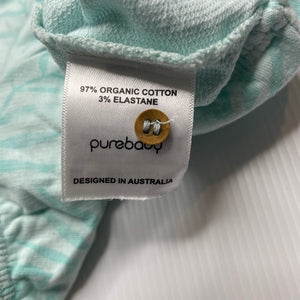 97% ORGANIC COTTON
3% ELASTANE
purebaby
DESIGNED IN AUSTRALIA